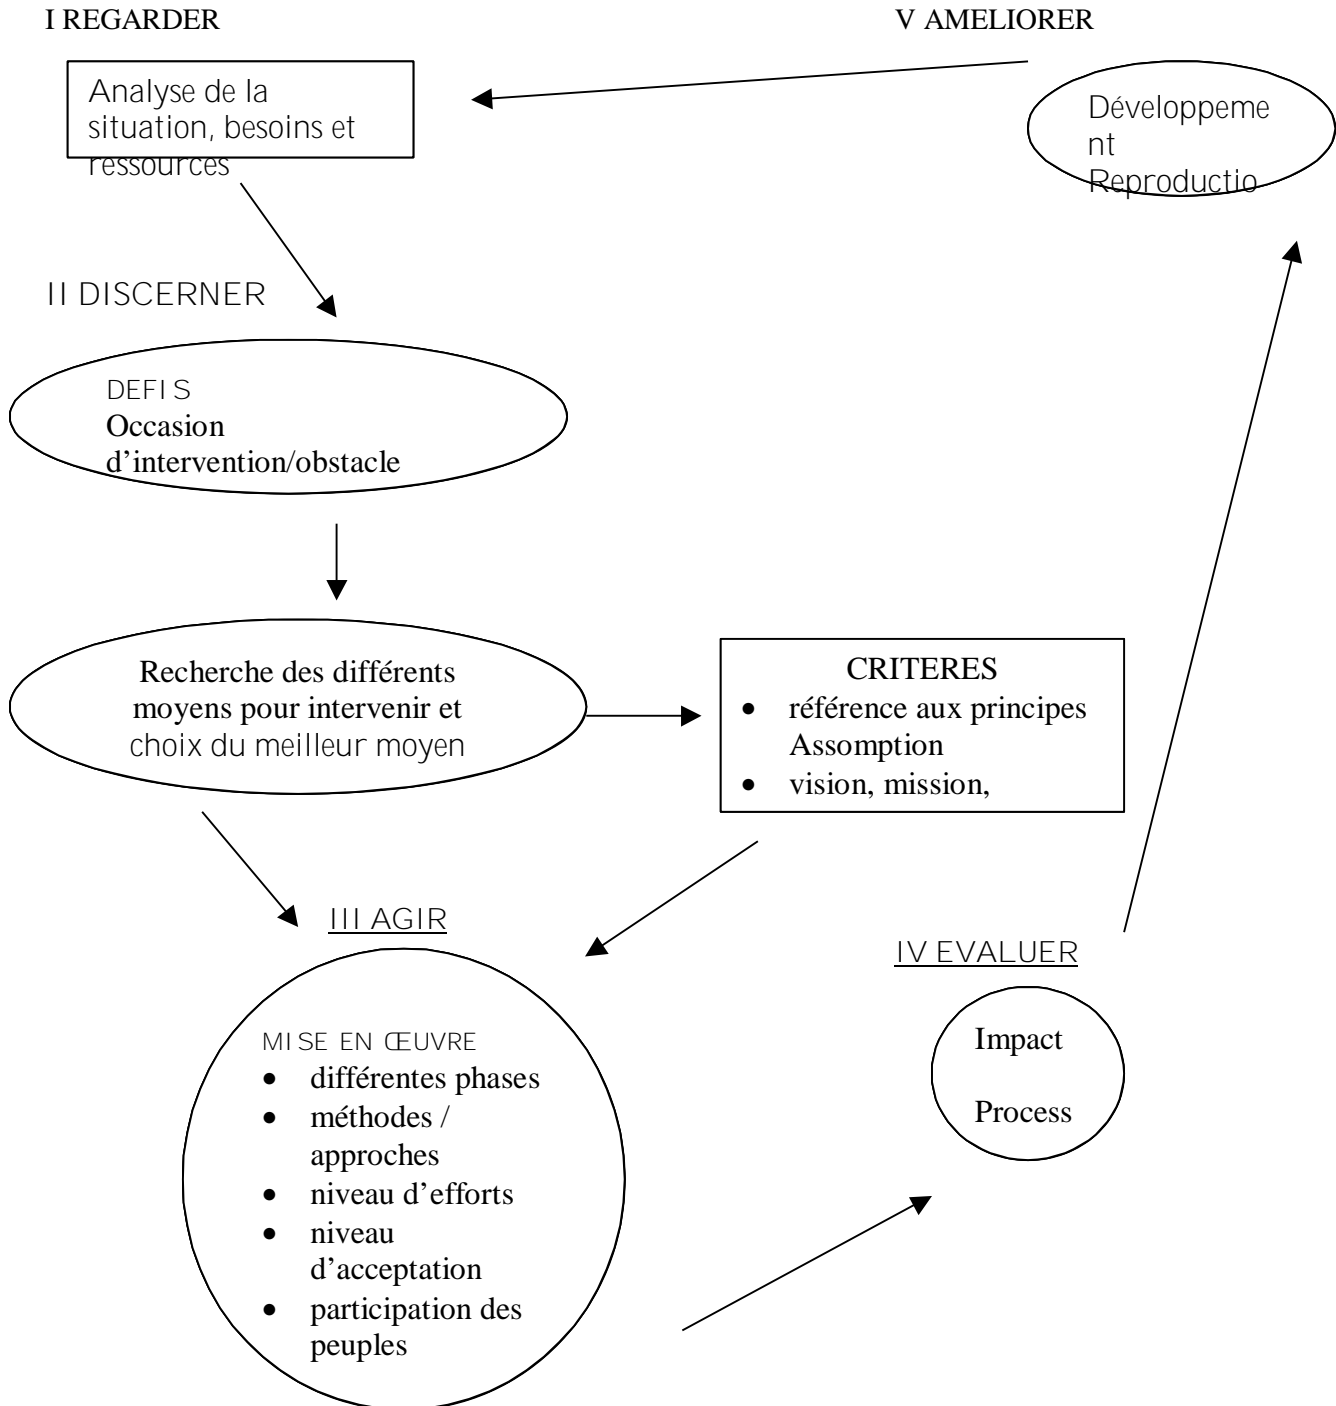 I REGARDER
V AMELIORER
Analyse de la
situation, besoins et
ressources
Développeme
nt
Reproductio
II DISCERNER
DEFIS
Occasion
d’intervention/obstacle
Recherche des différents
moyens pour intervenir et
choix du meilleur moyen
CRITERES
• référence aux principes
Assomption
• vision, mission,
III AGIR
MISE EN ŒUVRE
• différentes phases
• méthodes /
approches
• niveau d’efforts
• niveau
d’acceptation
• participation des
peuples
IV EVALUER
Impact
Process